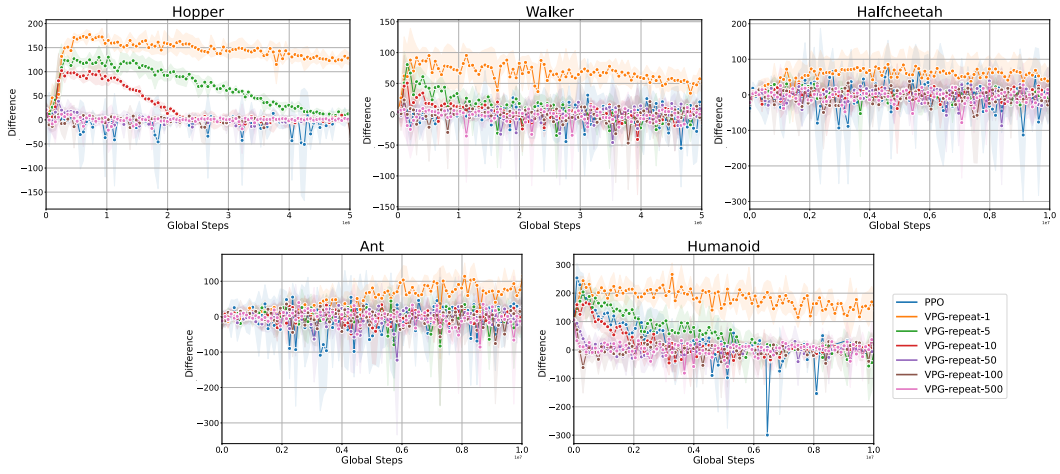 Hopper
200
150
100
50
0
−50
−100
−150
Difference
0 1 2 3 4 5
1e6
Global Steps
Walker
150
100
50
0
−50
−100
−150
Difference
0 1 2 3 4 5
1e6
Global Steps
Halfcheetah
200
100
0
−100
−200
−300
Difference
0.0 0.2 0.4 0.6 0.8 1.0
1e7
Global Steps
Ant
100
0
−100
−200
−300
Difference
0.0 0.2 0.4 0.6 0.8 1.0
1e7
Global Steps
Humanoid
300
200
100
0
−100
−200
−300
Difference
0.0 0.2 0.4 0.6 0.8 1.0
1e7
Global Steps
PPO
VPG-repeat-1
VPG-repeat-5
VPG-repeat-10
VPG-repeat-50
VPG-repeat-100
VPG-repeat-500